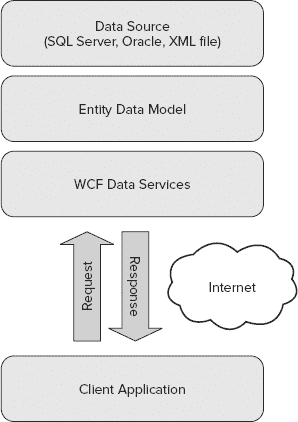 Data Source
(SQL Server, Oracle, XML file)
Entity Data Model
WCF Data Services
Request
Response
Internet
Client Application